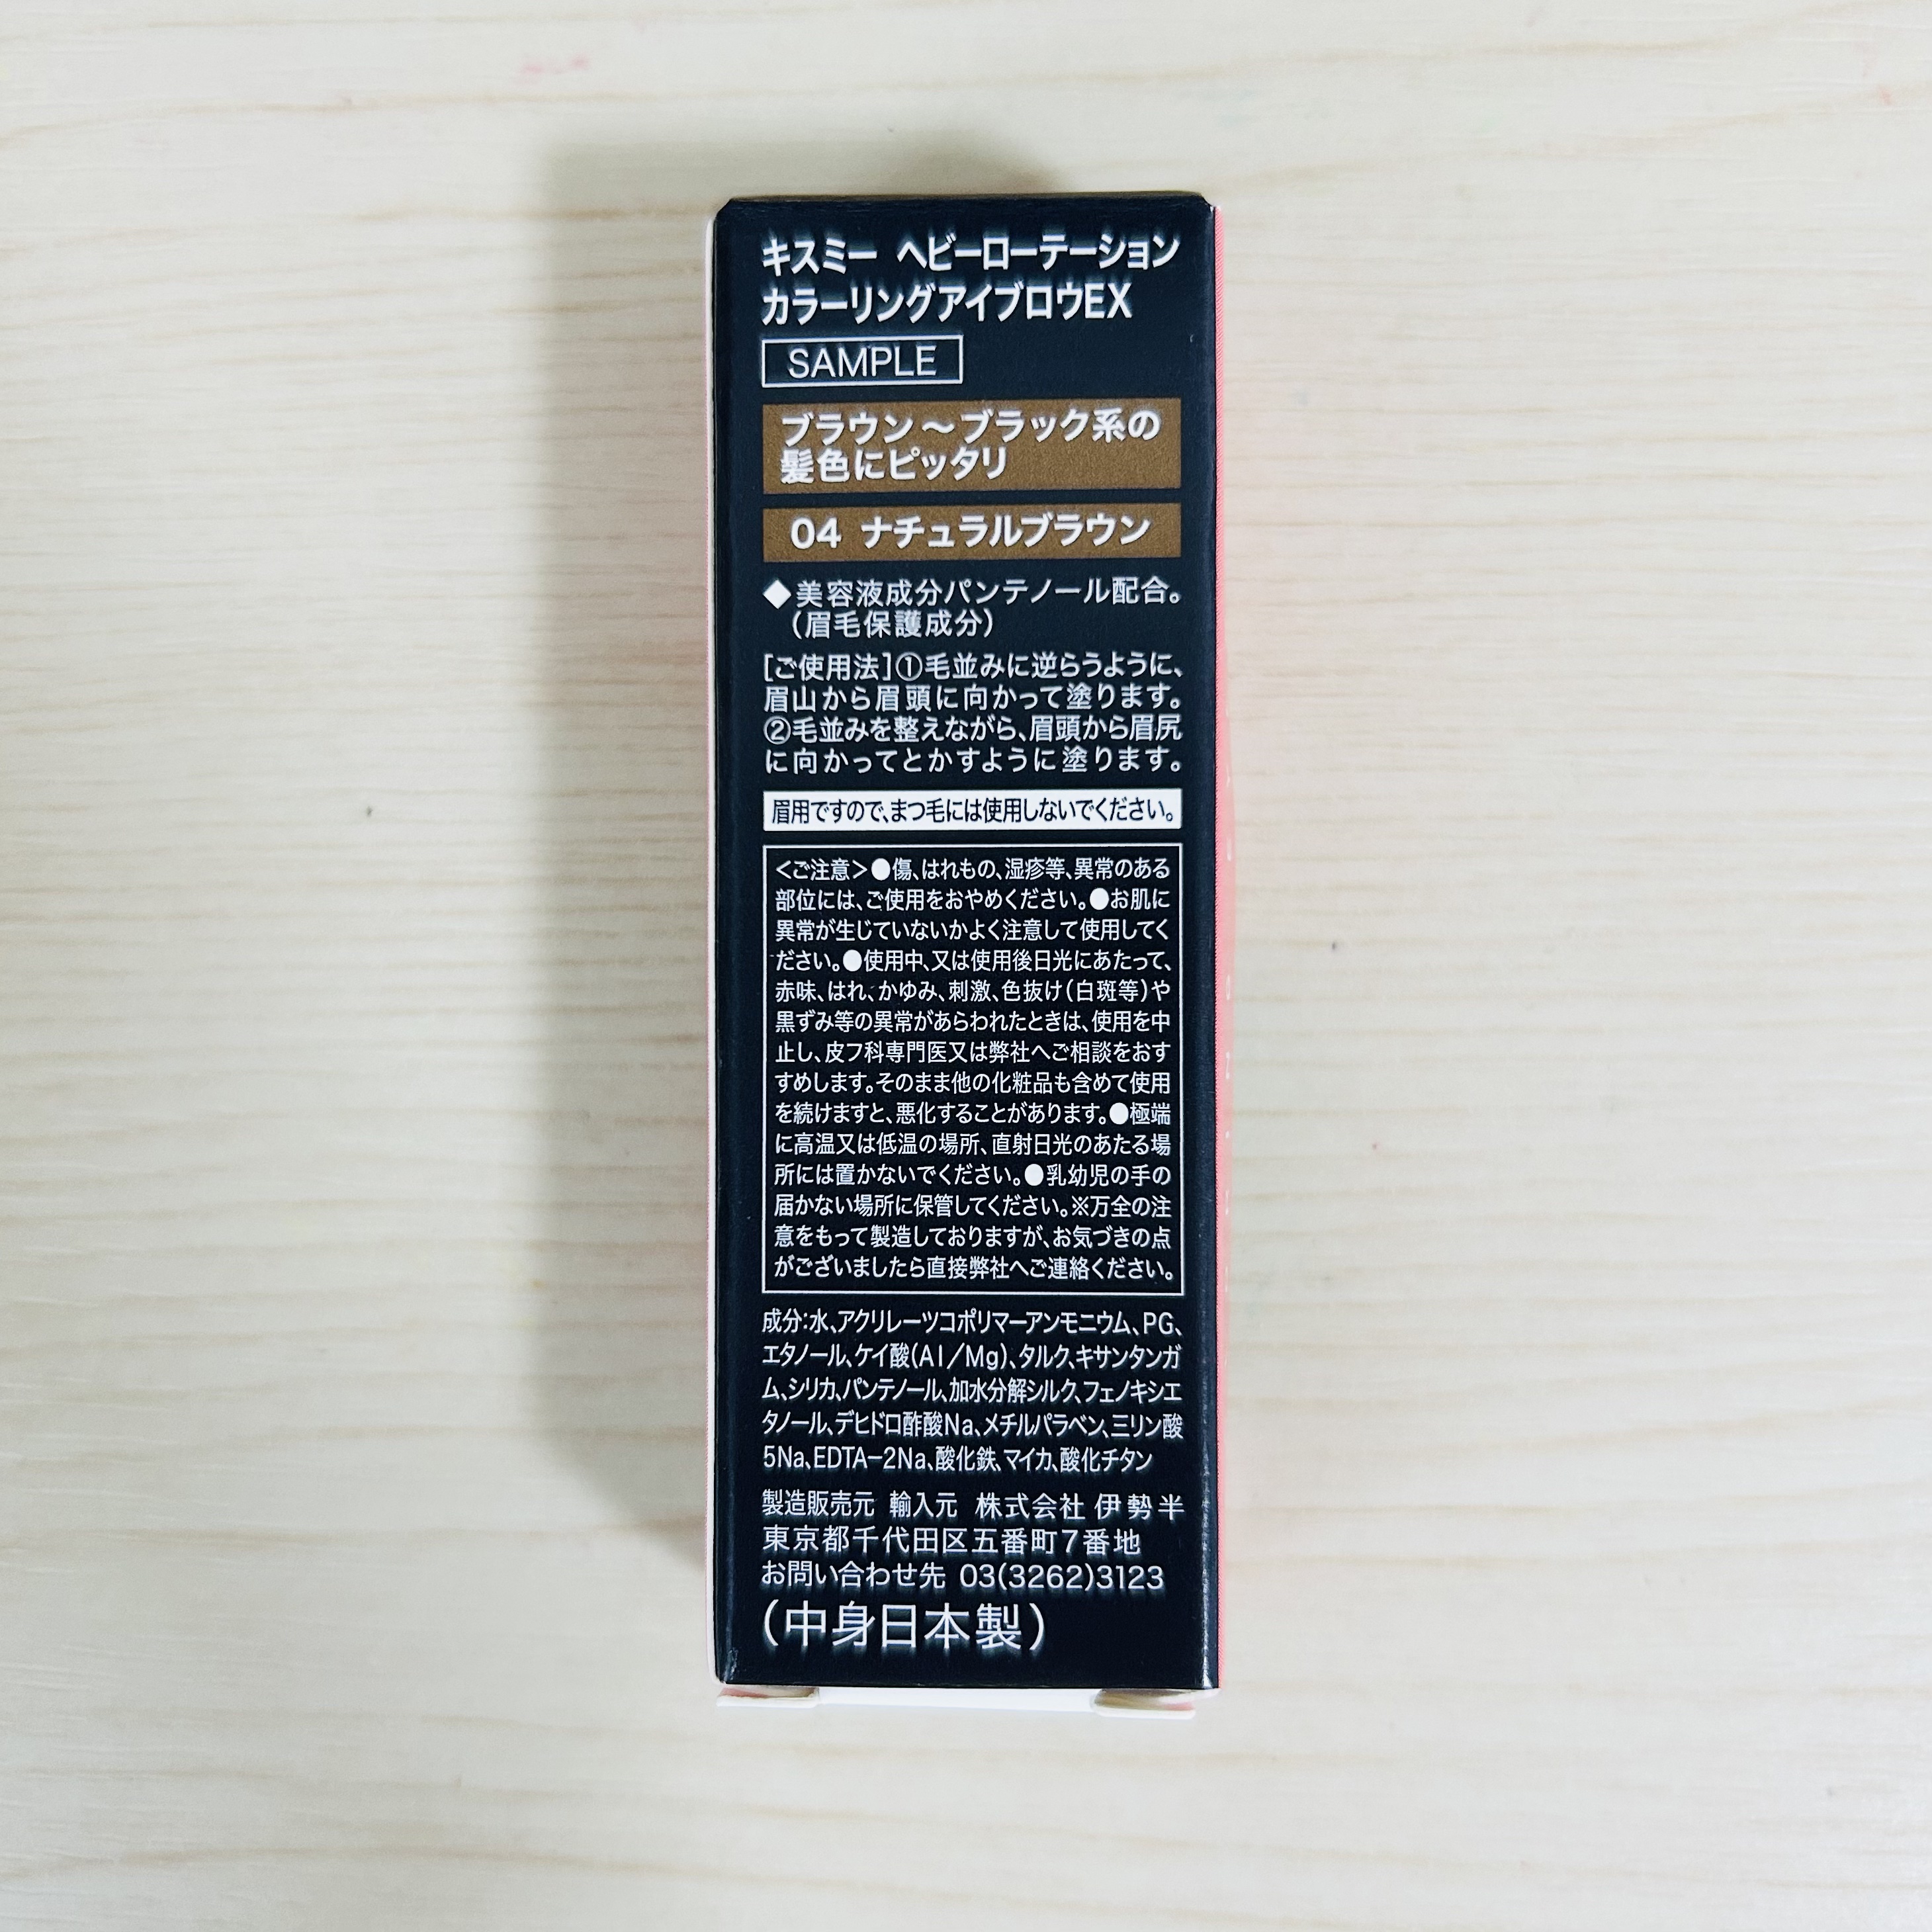 キスミー ヘビーローテーション
カラーリングアイブロウEX
SAMPLE
ブラウン～ブラック系の
髪色にピッタリ
04 ナチュラルブラウン
◆美容液成分パンテノール配合。
(眉毛保護成分)
[ご使用法]①毛並みに逆らうように、
眉山から眉頭に向かって塗ります。
②毛並みを整えながら、眉頭から眉尻
に向かってとかすように塗ります。
眉用ですので、まつ毛には使用しないでください。
<ご注意>●傷、はれもの、湿疹等、異常のある
部位には、ご使用をおやめください。●お肌に
異常が生じていないかよく注意して使用してく
ださい。●使用中、又は使用後日光にあたって、
赤味、はれ、かゆみ、刺激、色抜け(白斑等)や
黒ずみ等の異常があらわれたときは、使用を中
止し、皮フ科専門医又は弊社へご相談をおす
すめします。そのまま他の化粧品も含めて使用
を続けますと、悪化することがあります。●極端
に高温又は低温の場所、直射日光のあたる場
所には置かないでください。●乳幼児の手の
届かない場所に保管してください。※万全の注
意をもって製造しておりますが、お気づきの点
がございましたら直接弊社へご連絡ください。
成分:水、アクリレーツコポリマーアンモニウム、PG、
エタノール、ケイ酸(Al/Mg)、タルク、キサンタンガ
ム、シリカ、パンテノール、加水分解シルク、フェノキシエ
タノール、デヒドロ酢酸Na、メチルパラベン、ミリン酸
5Na、EDTA-2Na、酸化鉄、マイカ、酸化チタン
製造販売元 輸入元 株式会社 伊勢半
東京都千代田区五番町7番地
お問い合わせ先 03(3262)3123
(中身日本製)